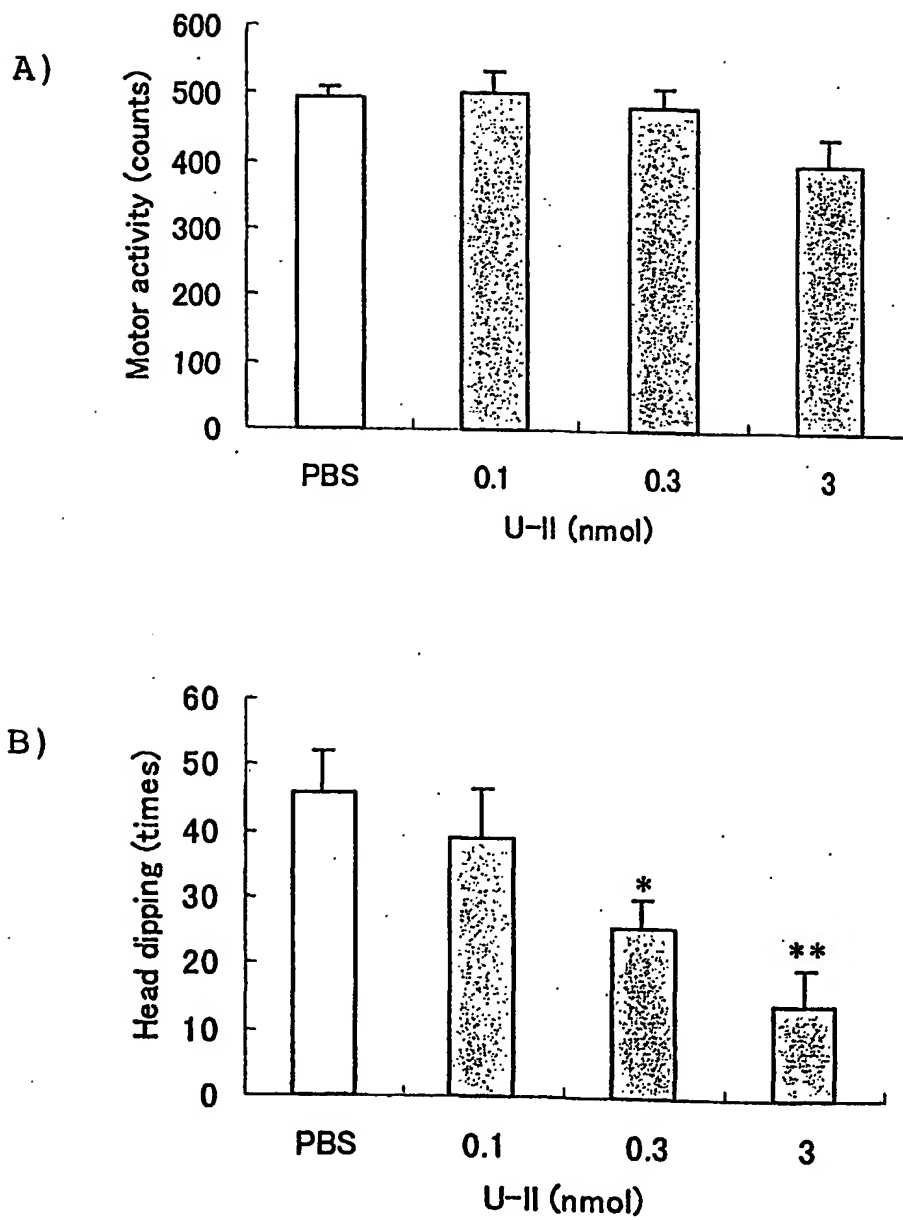 A)
Motor activity (counts)
600
500
400
300
200
100
0
PBS 0.1 0.3 3
U-II (nmol)
B)
Head dipping (times)
60
50
40
30
20
10
0
*
**
PBS 0.1 0.3 3
U-II (nmol)